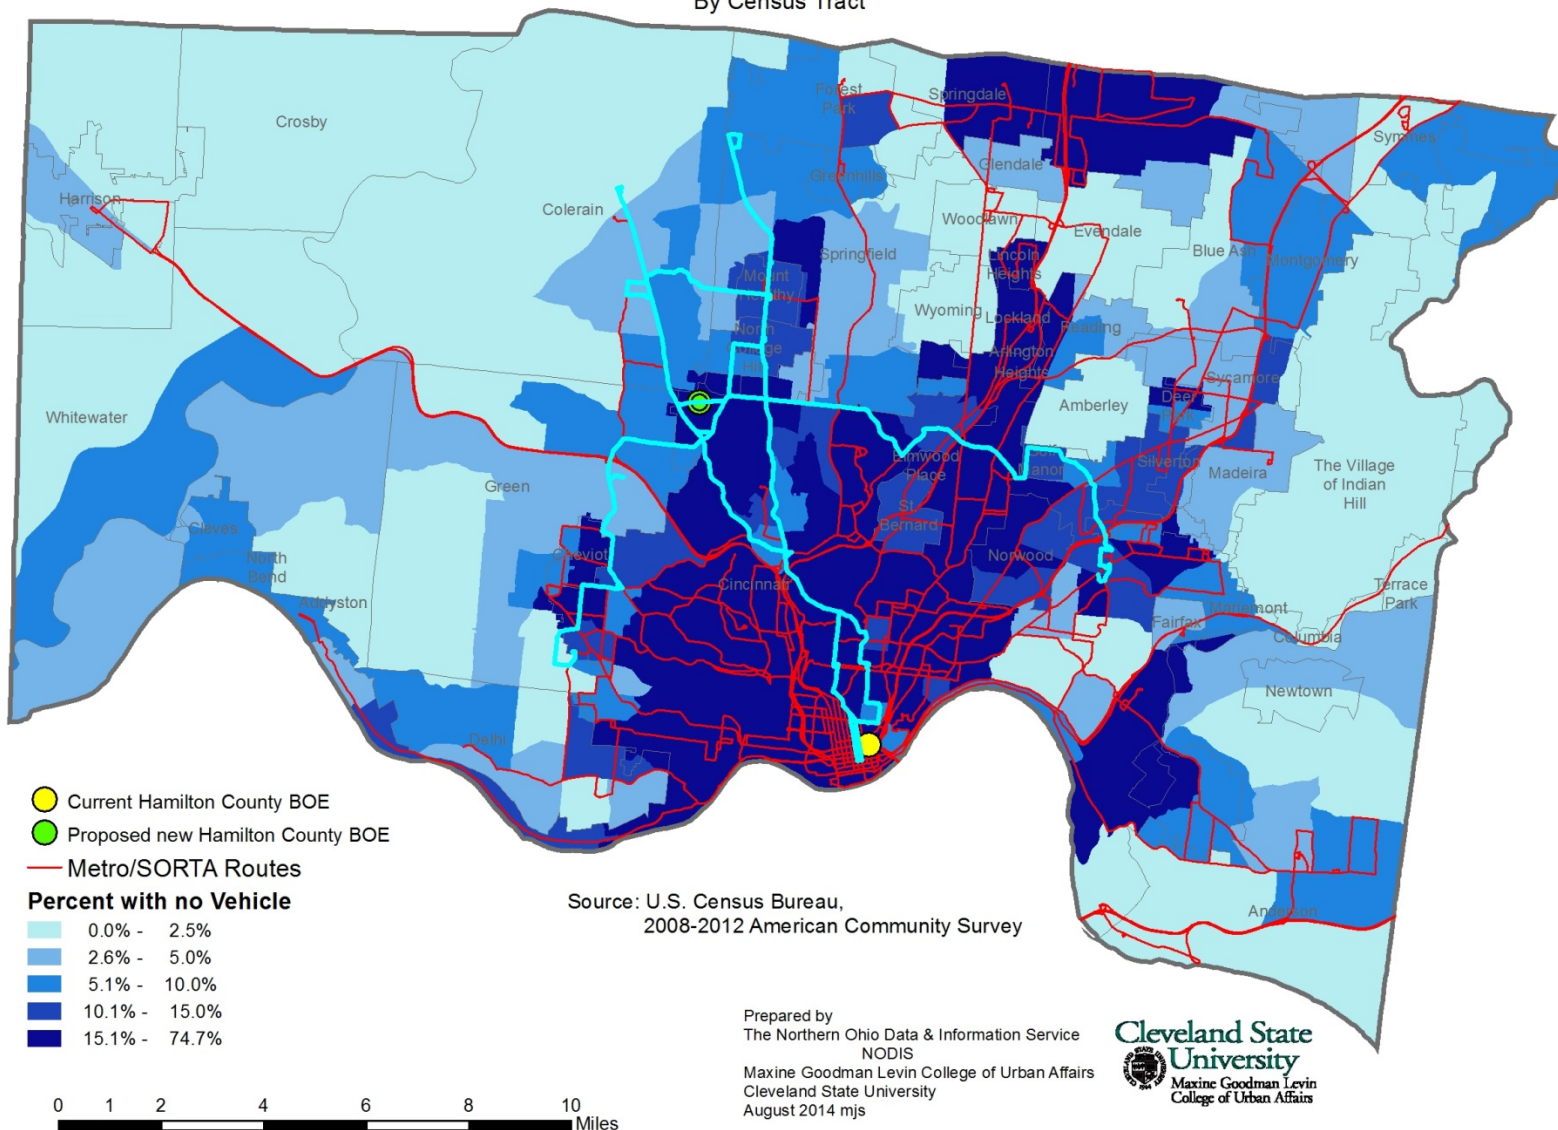 By Census Tract
Forest
Park
Springdale
Symmes
Crosby
Glendale
Greenhills
Harrison
Colerain
Woodlawn
Evendale
Springfield
Blue Ash
Montgomery
Lincoln
Heights
Mount
Healthy
Wyoming
Lockland
Reading
North
College
Hill
Arlington
Heights
Sycamore
Whitewater
Amberley
Deer
Park
Elmwood
Place
Golf
Manor
Silverton
Madeira
The Village
of Indian
Hill
Green
St.
Bernard
Cleves
North
Bend
Cheviot
Norwood
Cincinnati
Terrace
Park
Addyston
Mariemont
Fairfax
Columbia
Newtown
Delhi
Anderson
Current Hamilton County BOE
Proposed new Hamilton County BOE
Metro/SORTA Routes
Percent with no Vehicle
0.0% - 2.5%
2.6% - 5.0%
5.1% - 10.0%
10.1% - 15.0%
15.1% - 74.7%
Source: U.S. Census Bureau,
2008-2012 American Community Survey
Prepared by
The Northern Ohio Data & Information Service
NODIS
Maxine Goodman Levin College of Urban Affairs
Cleveland State University
August 2014 mjs
Cleveland State
University
Maxine Goodman Levin
College of Urban Affairs
0 1 2 4 6 8 10
Miles